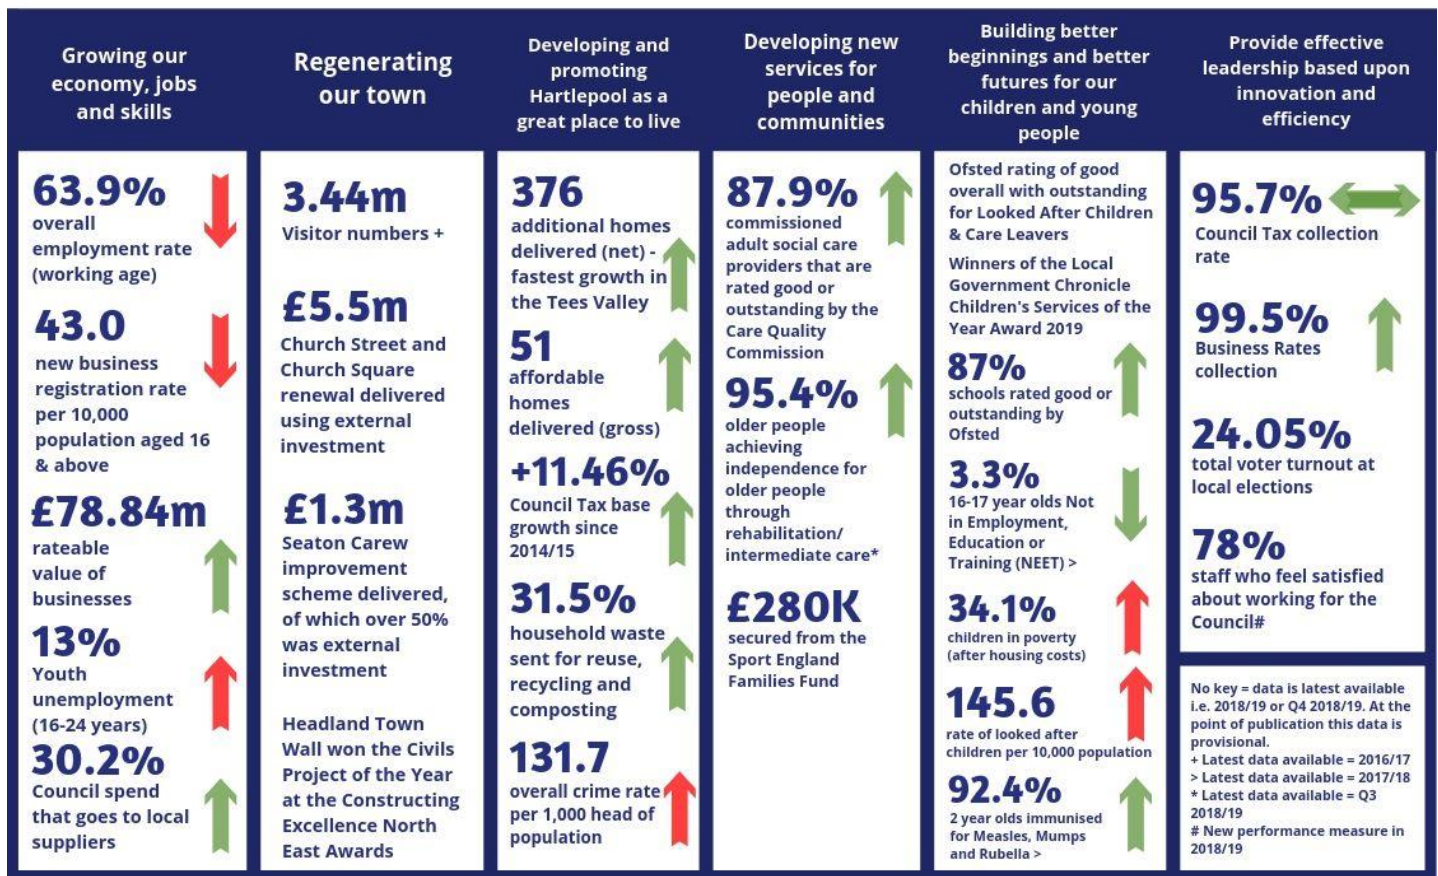 Growing our
economy, jobs
and skills
63.9%
overall
employment rate
(working age)
43.0
new business
registration rate
per 10,000
population aged 16
& above
£78.84m
rateable
value of
businesses
13%
Youth
unemployment
(16-24 years)
30.2%
Council spend
that goes to local
suppliers
Regenerating
our town
3.44m
Visitor numbers +
£5.5m
Church Street and
Church Square
renewal delivered
using external
investment
£1.3m
Seaton Carew
improvement
scheme delivered,
of which over 50%
was external
investment
Headland Town
Wall won the Civils
Project of the Year
at the Constructing
Excellence North
East Awards
Developing and
promoting
Hartlepool as a
great place to live
376
additional homes
delivered (net) -
fastest growth in
the Tees Valley
51
affordable
homes
delivered (gross)
+11.46%
Council Tax base
growth since
2014/15
31.5%
household waste
sent for reuse,
recycling and
composting
131.7
overall crime rate
per 1,000 head of
population
Developing new
services for
people and
communities
87.9%
commissioned
adult social care
providers that are
rated good or
outstanding by the
Care Quality
Commission
95.4%
older people
achieving
independence for
older people
through
rehabilitation/
intermediate care*
£280K
secured from the
Sport England
Families Fund
Building better
beginnings and better
futures for our
children and young
people
Ofsted rating of good
overall with outstanding
for Looked After Children
& Care Leavers
Winners of the Local
Government Chronicle
Children's Services of the
Year Award 2019
87%
schools rated good or
outstanding by
Ofsted
3.3%
16-17 year olds Not
in Employment,
Education or
Training (NEET) >
34.1%
children in poverty
(after housing costs)
145.6
rate of looked after
children per 10,000 population
92.4%
2 year olds immunised
for Measles, Mumps
and Rubella >
Provide effective
leadership based upon
innovation and
efficiency
95.7%
Council Tax collection
rate
99.5%
Business Rates
collection
24.05%
total voter turnout at
local elections
78%
staff who feel satisfied
about working for the
Council#
No key = data is latest available
i.e. 2018/19 or Q4 2018/19. At the
point of publication this data is
provisional.
+ Latest data available = 2016/17
> Latest data available = 2017/18
* Latest data available = Q3
2018/19
# New performance measure in
2018/19